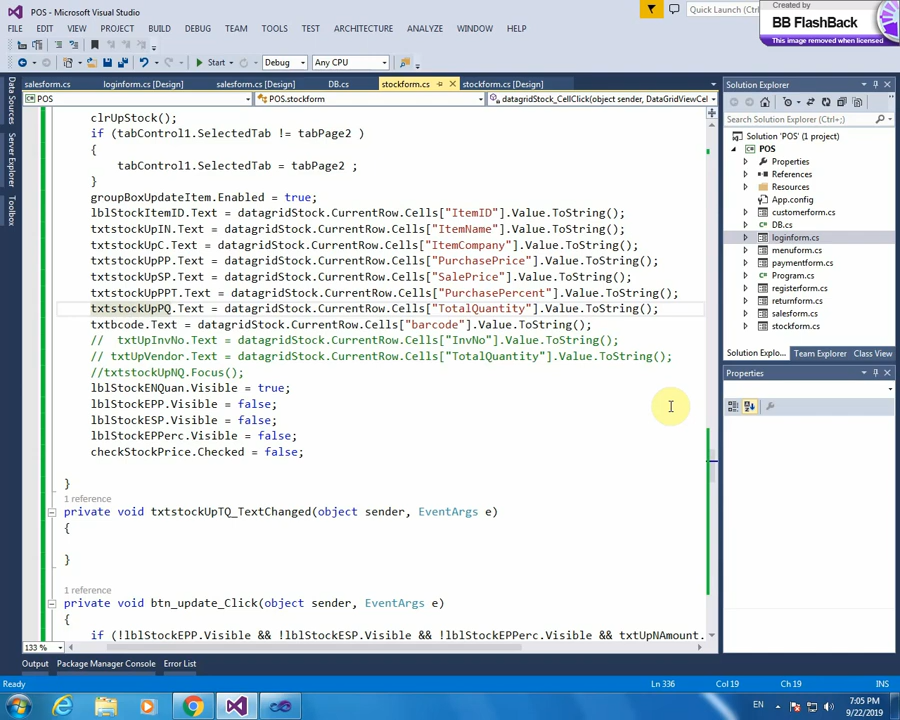 POS - Microsoft Visual Studio
Quick Launch (Ctrl
Created by
BB FlashBack
This image removed when licensed
FILE EDIT VIEW PROJECT BUILD DEBUG TEAM TOOLS TEST ARCHITECTURE ANALYZE WINDOW HELP
Start Debug Any CPU
salesform.cs loginform.cs [Design] salesform.cs [Design] DB.cs stockform.cs stockform.cs [Design]
POS POS.stockform datagridStock_CellClick(object sender, DataGridViewCel
Data Sources
Server Explorer
Toolbox
clrUpStock();
if (tabControl1.SelectedTab != tabPage2 )
{
tabControl1.SelectedTab = tabPage2 ;
}
groupBoxUpdateItem.Enabled = true;
lblStockItemID.Text = datagridStock.CurrentRow.Cells["ItemID"].Value.ToString();
txtstockUpIN.Text = datagridStock.CurrentRow.Cells["ItemName"].Value.ToString();
txtstockUpC.Text = datagridStock.CurrentRow.Cells["ItemCompany"].Value.ToString();
txtstockUpPP.Text = datagridStock.CurrentRow.Cells["PurchasePrice"].Value.ToString();
txtstockUpSP.Text = datagridStock.CurrentRow.Cells["SalePrice"].Value.ToString();
txtstockUpPPT.Text = datagridStock.CurrentRow.Cells["PurchasePercent"].Value.ToString();
txtstockUpPQ.Text = datagridStock.CurrentRow.Cells["TotalQuantity"].Value.ToString();
txtbcode.Text = datagridStock.CurrentRow.Cells["barcode"].Value.ToString();
//  txtUpInvNo.Text = datagridStock.CurrentRow.Cells["InvNo"].Value.ToString();
// txtUpVendor.Text = datagridStock.CurrentRow.Cells["TotalQuantity"].Value.ToString();
//txtstockUpNQ.Focus();
lblStockENQuan.Visible = true;
lblStockEPP.Visible = false;
lblStockESP.Visible = false;
lblStockEPPerc.Visible = false;
checkStockPrice.Checked = false;
}
1 reference
private void txtstockUpTQ_TextChanged(object sender, EventArgs e)
{
}
1 reference
private void btn_update_Click(object sender, EventArgs e)
{
if (!lblStockEPP.Visible && !lblStockESP.Visible && !lblStockEPPerc.Visible && txtUpNAmount.
133 %
Solution Explorer
Search Solution Explorer (Ctrl+;)
Solution 'POS' (1 project)
POS
Properties
References
Resources
App.config
customerform.cs
DB.cs
loginform.cs
menuform.cs
paymentform.cs
Program.cs
registerform.cs
returnform.cs
salesform.cs
stockform.cs
Solution Explo... Team Explorer Class View
Properties
Output Package Manager Console Error List
Ready Ln 336 Col 19 Ch 19 INS
EN 7:05 PM
9/22/2019